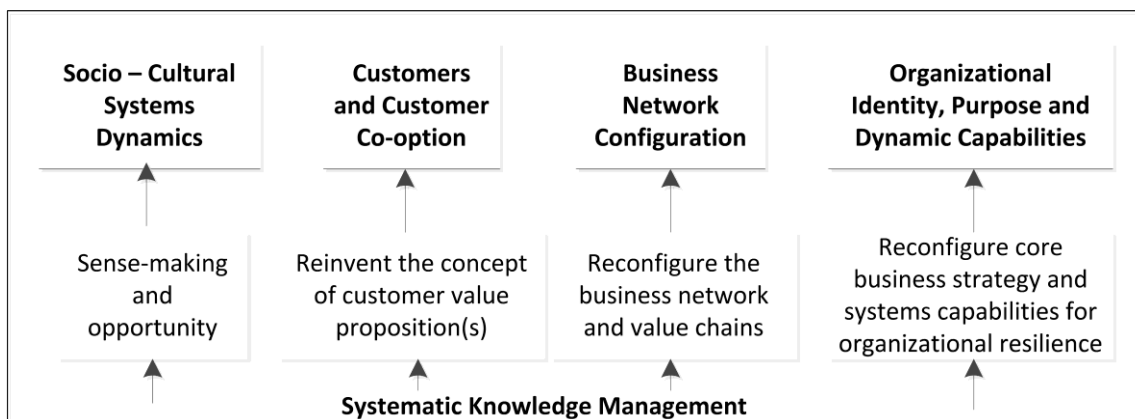 Socio – Cultural
Systems
Dynamics
Customers
and Customer
Co-option
Business
Network
Configuration
Organizational
Identity, Purpose and
Dynamic Capabilities
Sense-making
and
opportunity
Reinvent the concept
of customer value
proposition(s)
Reconfigure the
business network
and value chains
Reconfigure core
business strategy and
systems capabilities for
organizational resilience
Systematic Knowledge Management